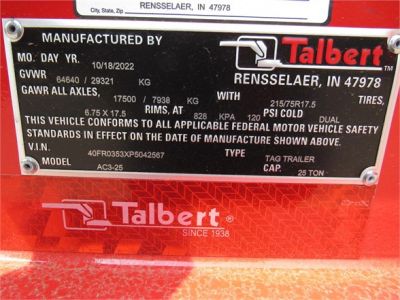 City, State, Zip RENSSELAER, IN 47978
MANUFACTURED BY Talbert TM
MO. DAY YR. 10/18/2022 RENSSELAER, IN 47978
GVWR 64640 / 29321 KG
GAWR ALL AXLES, 17500 / 7938 KG WITH 215/75R17.5 TIRES,
6.75 X 17.5 RIMS, AT 828 KPA 120 PSI COLD DUAL
THIS VEHICLE CONFORMS TO ALL APPLICABLE FEDERAL MOTOR VEHICLE SAFETY
STANDARDS IN EFFECT ON THE DATE OF MANUFACTURE SHOWN ABOVE.
V.I.N. 40FR0353XP5042567 TYPE TAG TRAILER
MODEL AC3-25 CAP. 25 TON
Talbert ®
SINCE 1938